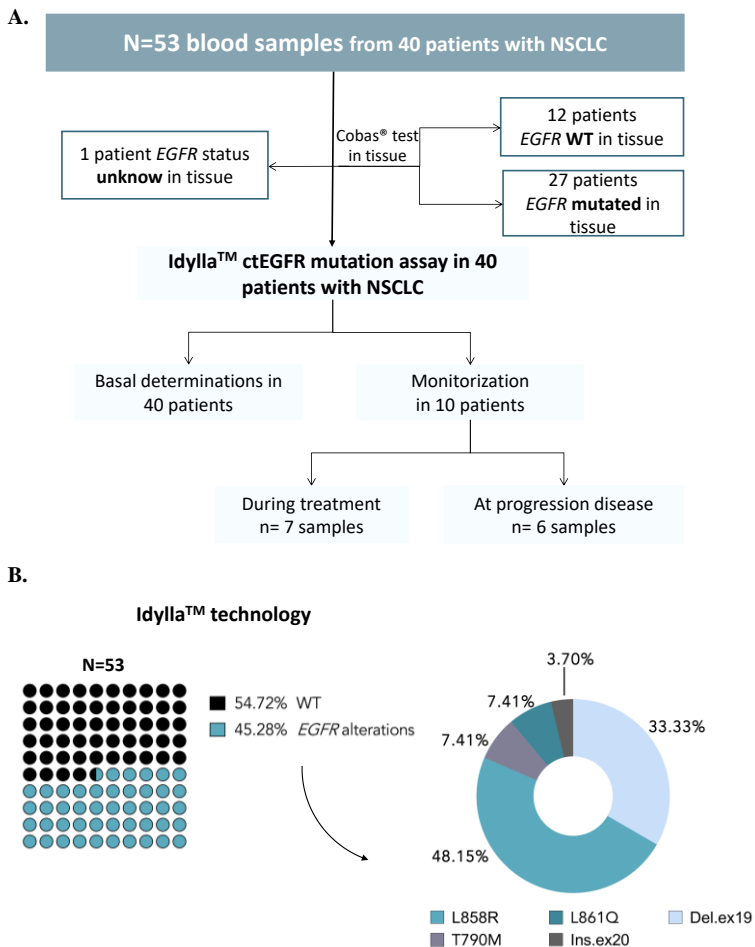 A.
N=53 blood samples from 40 patients with NSCLC
12 patients
EGFR WT in tissue
Cobas® test
in tissue
1 patient EGFR status
unknow in tissue
27 patients
EGFR mutated in
tissue
Idylla™ ctEGFR mutation assay in 40
patients with NSCLC
Basal determinations in
40 patients
Monitorization
in 10 patients
During treatment
n= 7 samples
At progression disease
n= 6 samples
B.
Idylla™ technology
N=53
54.72% WT
45.28% EGFR alterations
3.70%
7.41%
33.33%
7.41%
48.15%
L858R
L861Q
Del.ex19
T790M
Ins.ex20